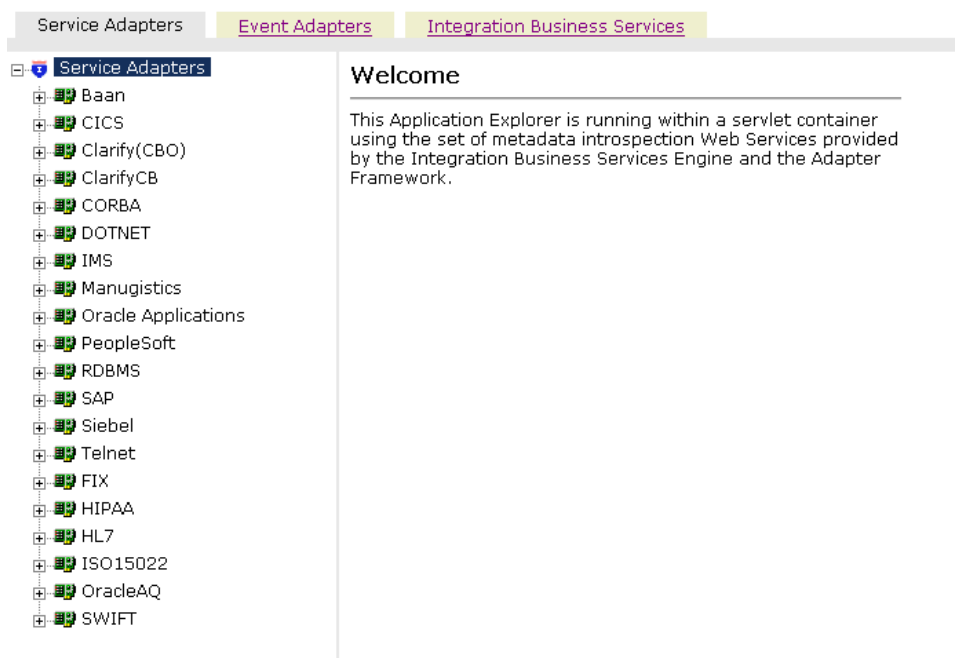 Service Adapters
Event Adapters
Integration Business Services
Service Adapters
Baan
CICS
Clarify(CBO)
ClarifyCB
CORBA
DOTNET
IMS
Manugistics
Oracle Applications
PeopleSoft
RDBMS
SAP
Siebel
Telnet
FIX
HIPAA
HL7
ISO15022
OracleAQ
SWIFT
Welcome
This Application Explorer is running within a servlet container
using the set of metadata introspection Web Services provided
by the Integration Business Services Engine and the Adapter
Framework.